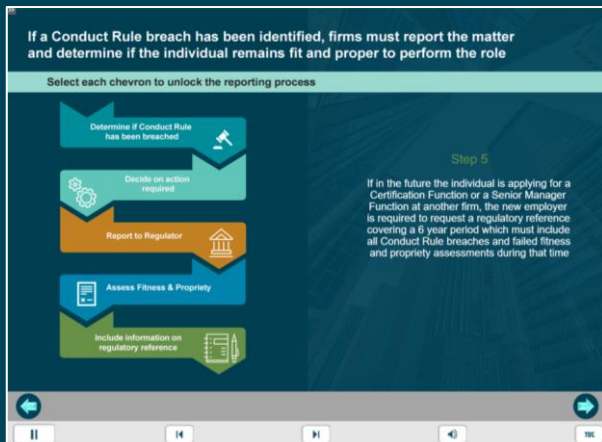 If a Conduct Rule breach has been identified, firms must report the matter
and determine if the individual remains fit and proper to perform the role
Select each chevron to unlock the reporting process
Determine if Conduct Rule
has been breached
Decide on action
required
Report to Regulator
Assess Fitness & Propriety
Include information on
regulatory reference
Step 5
If in the future the individual is applying for a
Certification Function or a Senior Manager
Function at another firm, the new employer
is required to request a regulatory reference
covering a 6 year period which must include
all Conduct Rule breaches and failed fitness
and propriety assessments during that time